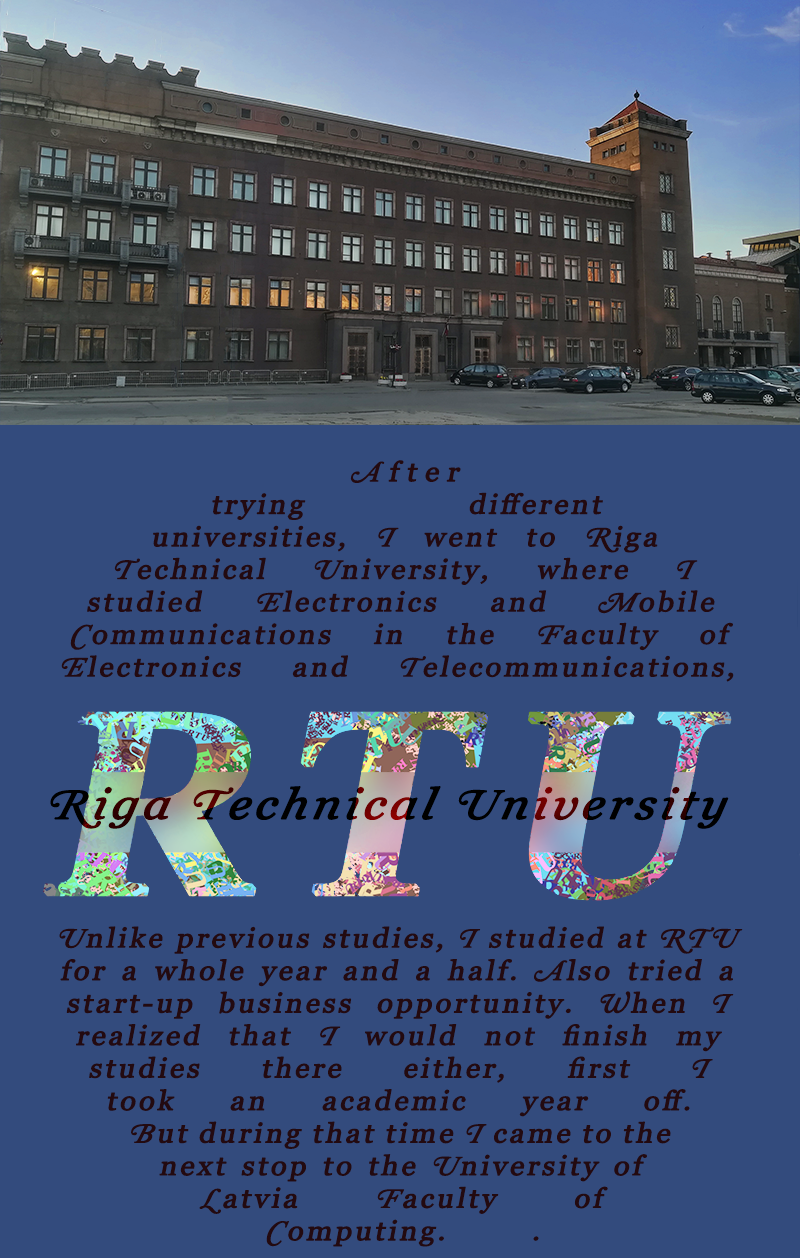 After
trying different
universities, I went to Riga
Technical University, where I
studied Electronics and Mobile
Communications in the Faculty of
Electronics and Telecommunications,
RTU
Riga Technical University
Unlike previous studies, I studied at RTU
for a whole year and a half. Also tried a
start-up business opportunity. When I
realized that I would not finish my
studies there either, first I
took an academic year off.
But during that time I came to the
next stop to the University of
Latvia Faculty of
Computing. .